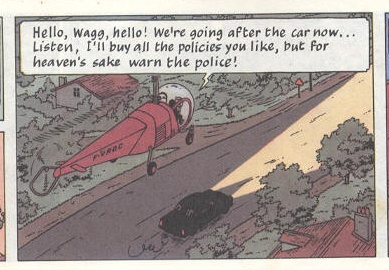 Hello, Wagg, hello! We're going after the car now...
Listen, I'll buy all the policies you like, but for
heaven's sake warn the police!